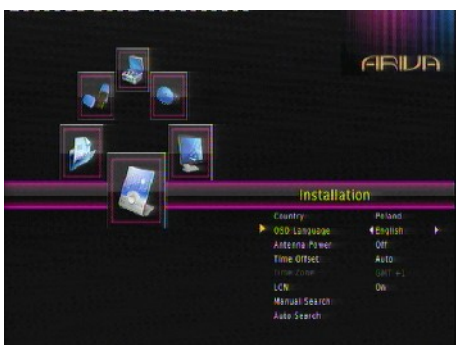 ARIVA
Installation
Country Poland
OSD Language English
Antenna Power Off
Time Offset Auto
Time Zone GMT +1
LCN On
Manual Search
Auto Search